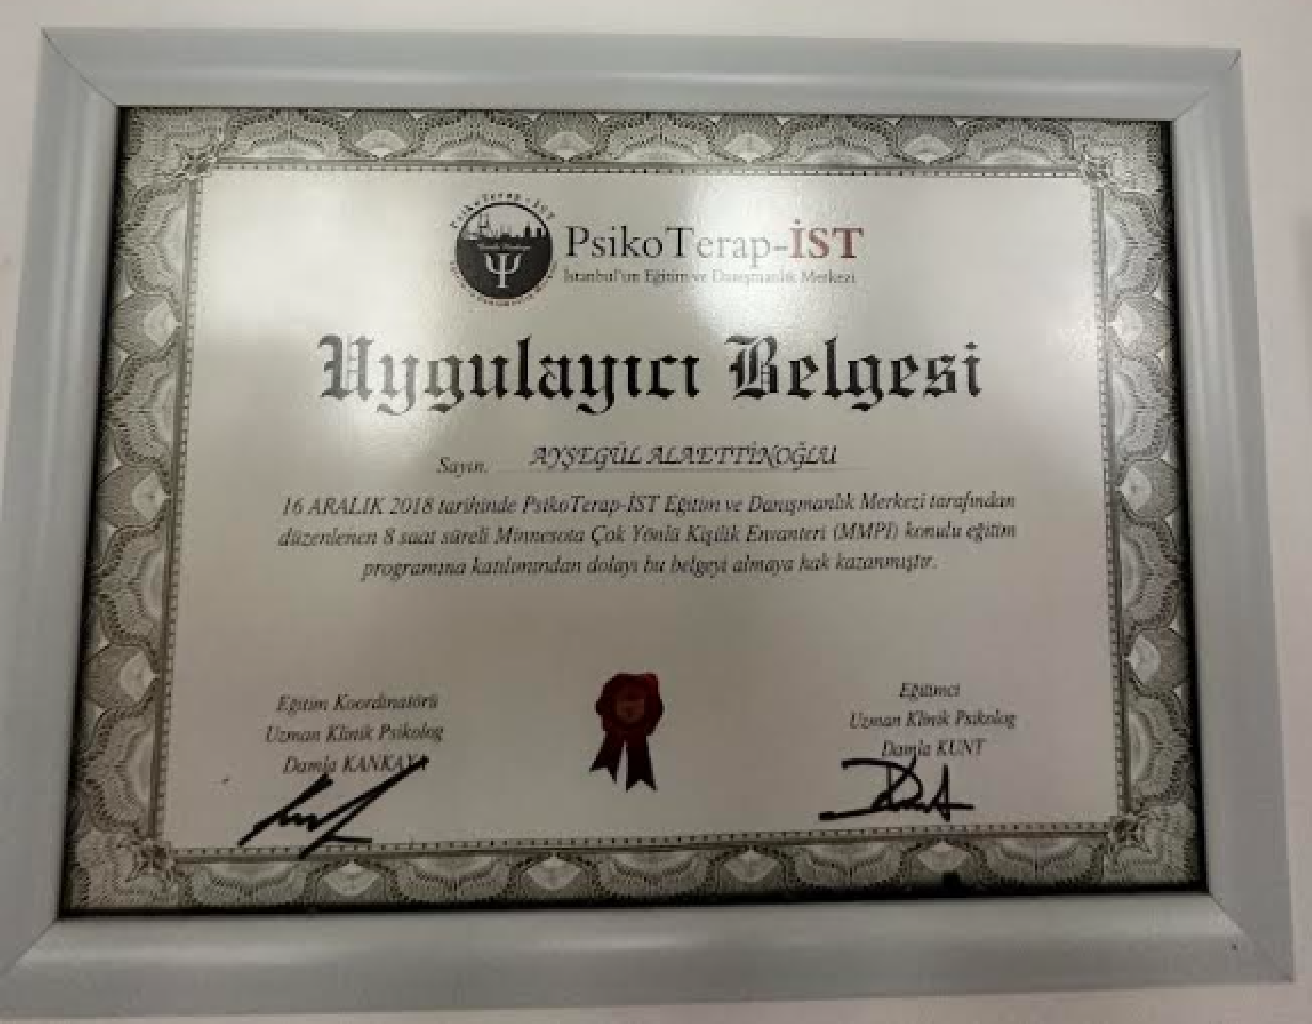 PsikoTerap-İST
PsikoTerap-İST
İstanbul'un Eğitim ve Danışmanlık Merkezi
Uygulayıcı Belgesi
Sayın, AYŞEGÜL ALAETTİNOĞLU
16 ARALIK 2018 tarihinde PsikoTerap-İST Eğitim ve Danışmanlık Merkezi tarafından
düzenlenen 8 saat süreli Minnesota Çok Yönlü Kişilik Envanteri (MMPI) konulu eğitim
programına katılımından dolayı bu belgeyi almaya hak kazanmıştır.
Eğitim Koordinatörü
Uzman Klinik Psikolog
Damla KANKAYA
Eğitimci
Uzman Klinik Psikolog
Damla KUNT